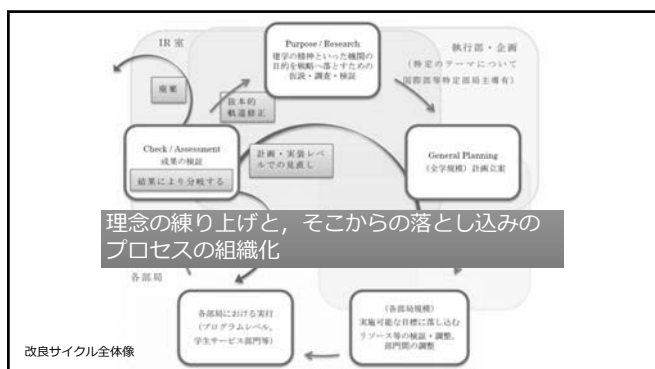 IR室
Purpose / Research
建学の精神といった機関の
目的を戦略へ落とすための
仮説・調査・検証
執行部・企画
(特定のテーマについて
国際部等特定部局主導有)
廃棄
抜本的
軌道修正
Check / Assessment
成果の検証
結果により分岐する
計画・実装レベ
ルでの見直し
General Planning
(全学規模)計画立案
理念の練り上げと,そこからの落とし込みの
プロセスの組織化
各部局
各部局における実行
(プログラムレベル,
学生サービス部門等)
(各部局規模)
実施可能な目標に落し込む
リソース等の検証・調整,
部門間の調整
改良サイクル全体像